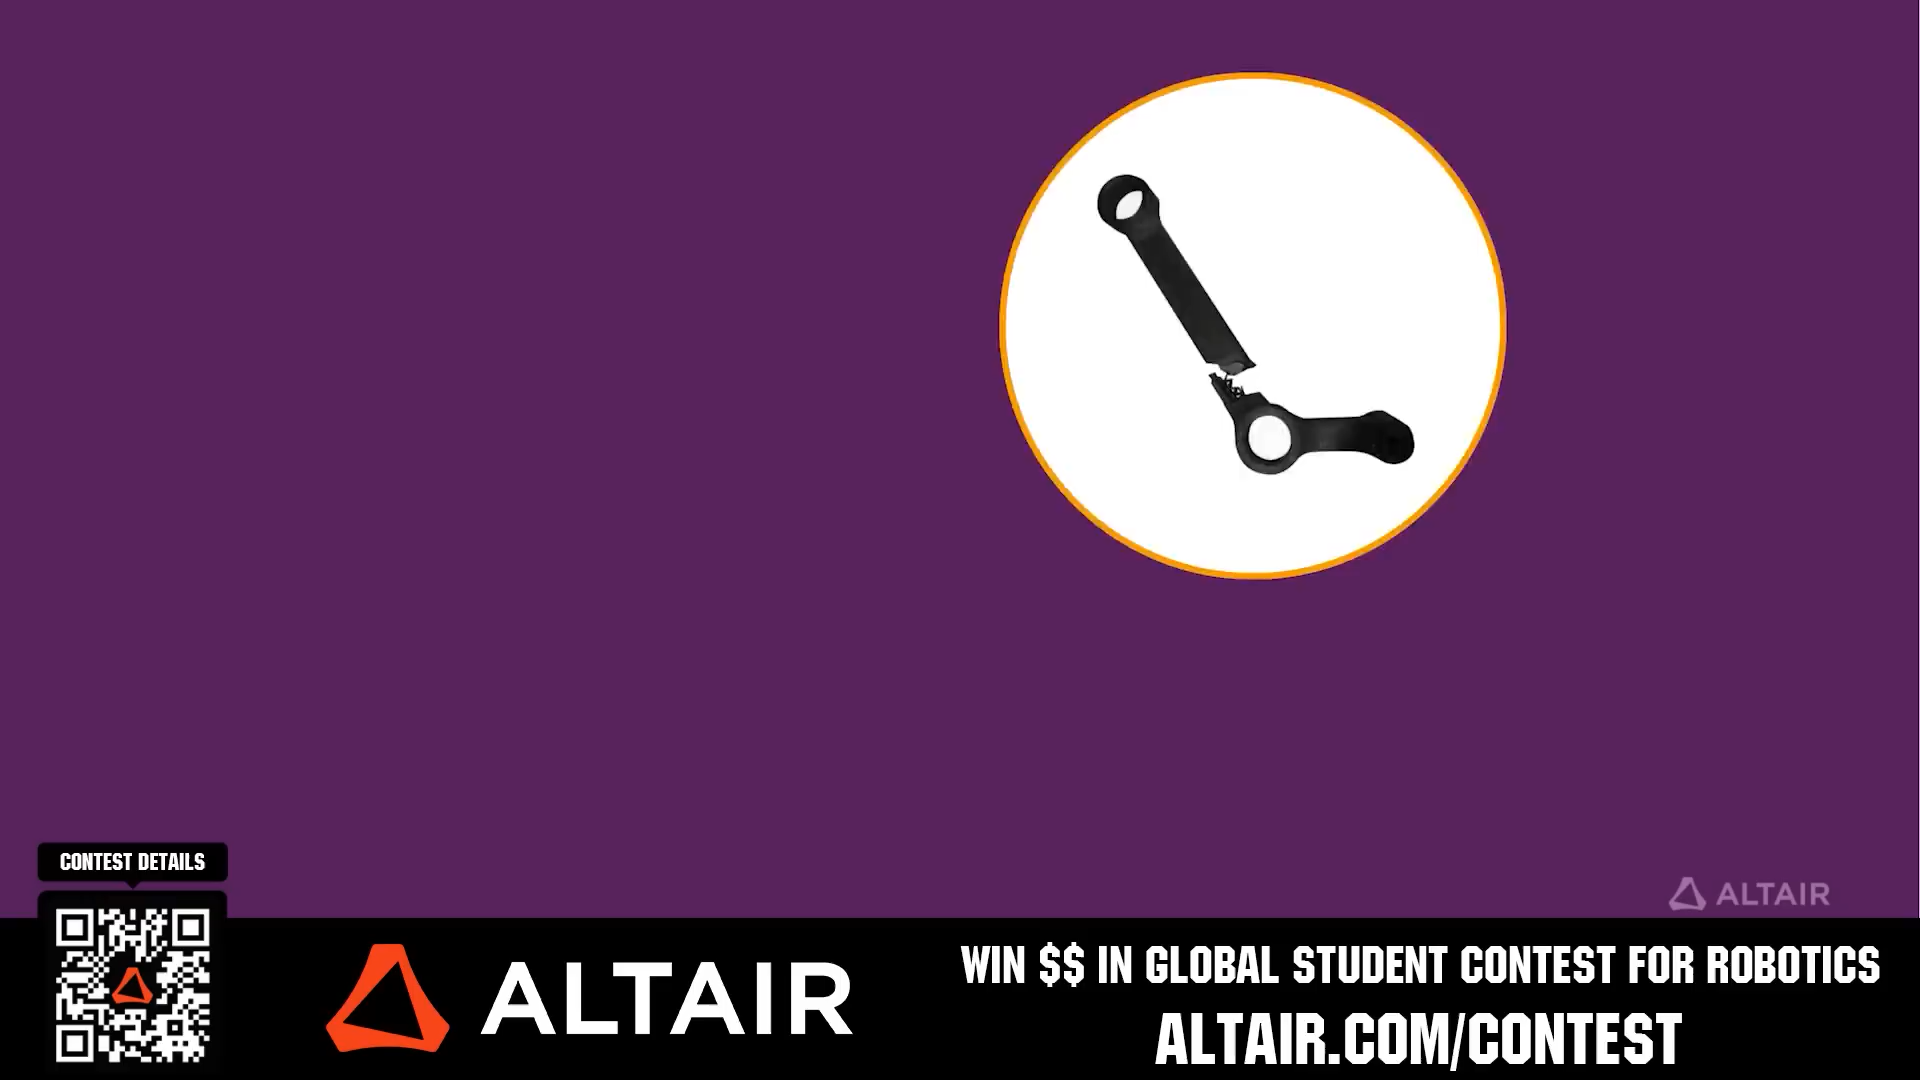 CONTEST DETAILS
ALTAIR
ALTAIR
WIN $$ IN GLOBAL STUDENT CONTEST FOR ROBOTICS
ALTAIR.COM/CONTEST